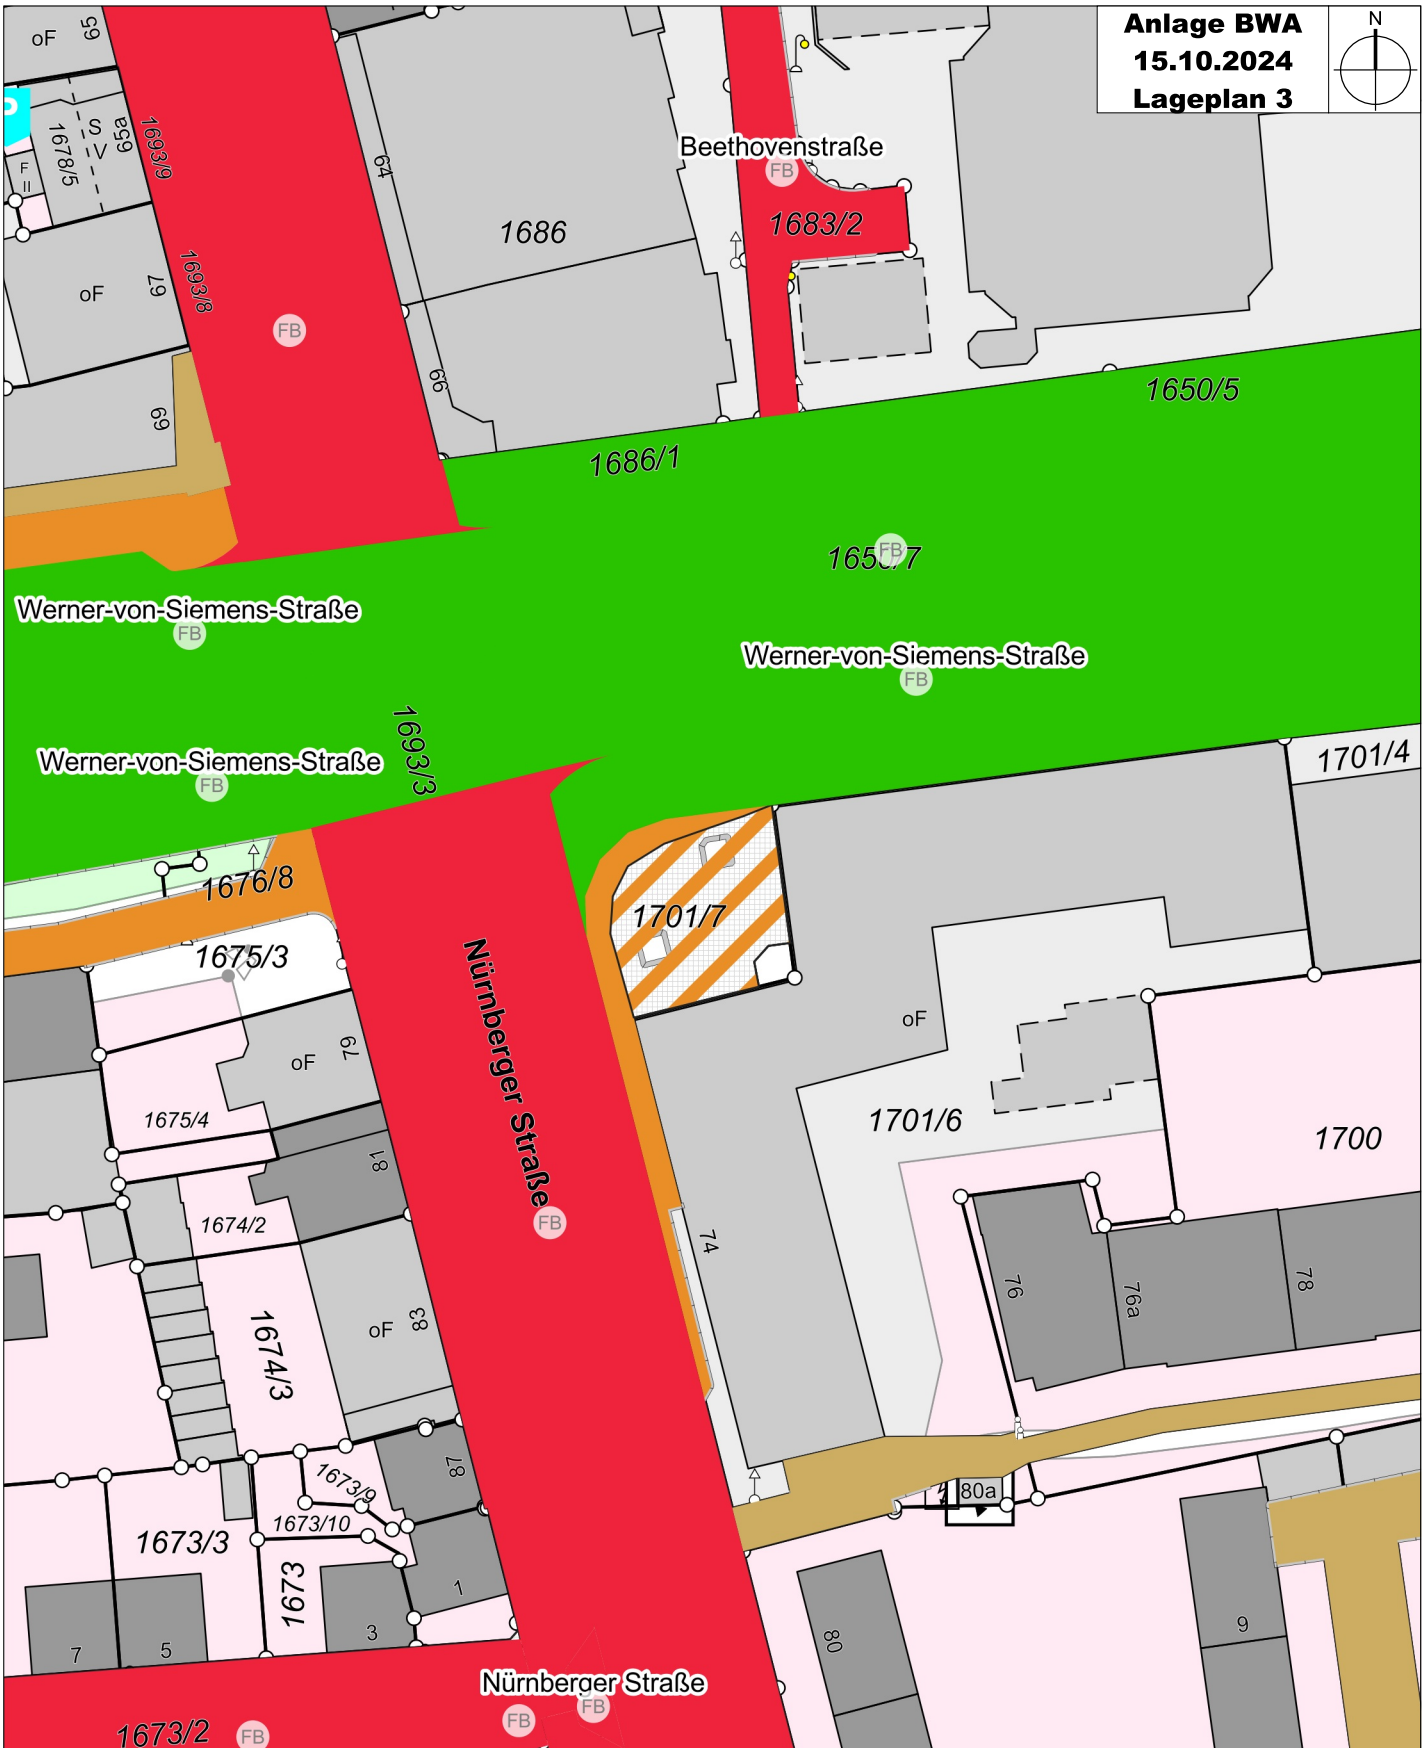 Anlage BWA
15.10.2024
Lageplan 3
N
oF
65
P
S
V
65a
1693/9
1678/5
F
II
64
Beethovenstraße
FB
1683/2
1686
67
1693/8
oF
FB
66
69
1650/5
1686/1
FB
Werner-von-Siemens-Straße
FB
Werner-von-Siemens-Straße
FB
1693/3
Werner-von-Siemens-Straße
FB
1701/4
1676/8
1701/7
1675/3
Nürnberger Straße
FB
oF
79
oF
1675/4
1701/6
1700
81
1674/2
74
76
76a
78
1674/3
83
oF
87
1673/9
80a
1673/10
1673/3
1673
1
3
5
7
80
9
Nürnberger Straße
FB
FB
1673/2
FB